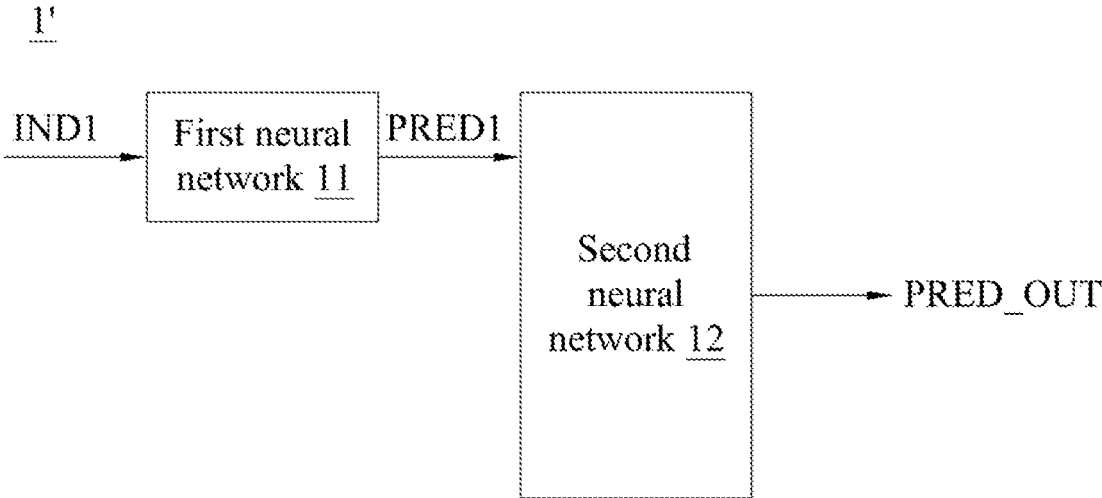 1'
IND1
First neural
network 11
PRED1
Second
neural
network 12
PRED_OUT